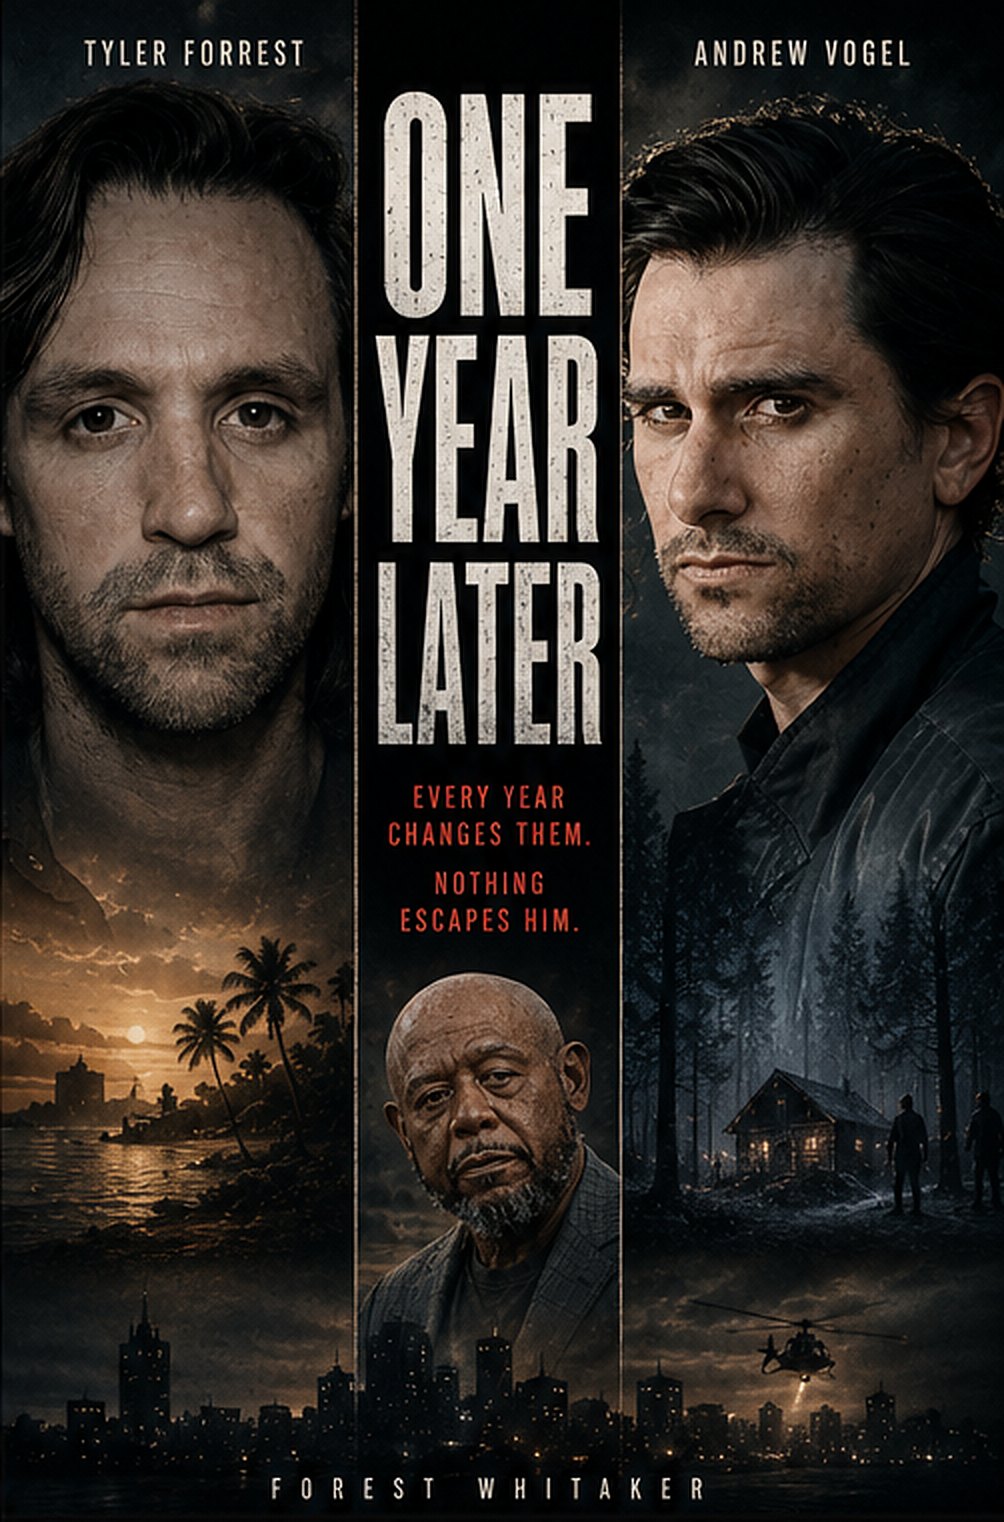 TYLER FORREST
ANDREW VOGEL
ONE
YEAR
LATER
EVERY YEAR
CHANGES THEM.
NOTHING
ESCAPES HIM.
FOREST WHITAKER